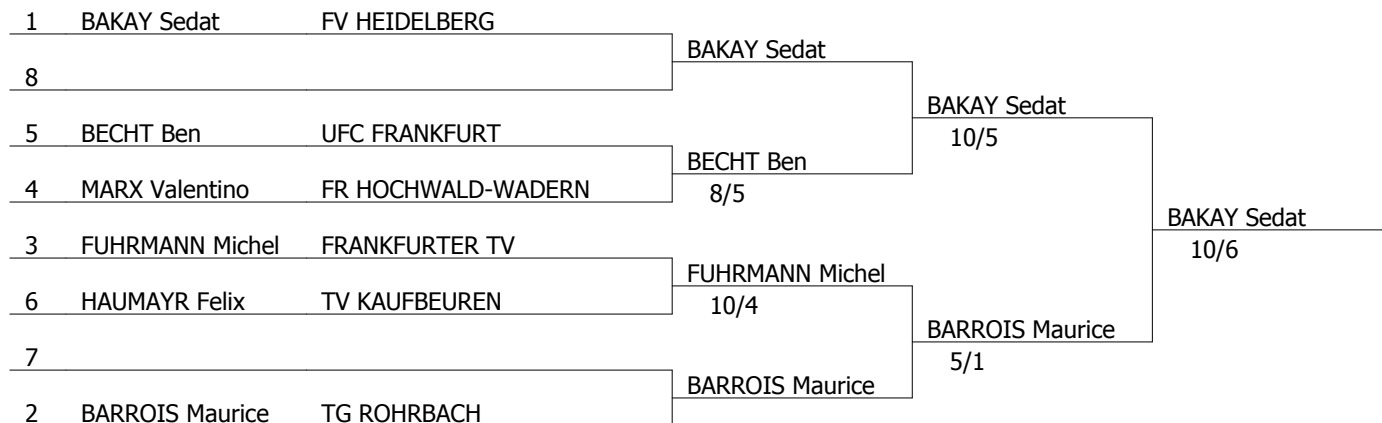 1 BAKAY Sedat FV HEIDELBERG
BAKAY Sedat
8
BAKAY Sedat
5 BECHT Ben UFC FRANKFURT
10/5
BECHT Ben
4 MARX Valentino FR HOCHWALD-WADERN
8/5
BAKAY Sedat
3 FUHRMANN Michel FRANKFURTER TV
10/6
FUHRMANN Michel
6 HAUMAYR Felix TV KAUFBEUREN
10/4
BARROIS Maurice
7
5/1
BARROIS Maurice
2 BARROIS Maurice TG ROHRBACH